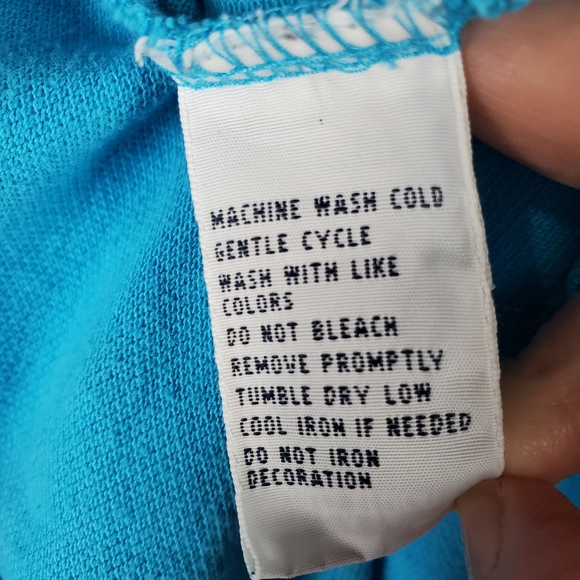 MACHINE WASH COLD
GENTLE CYCLE
WASH WITH LIKE
COLORS
DO NOT BLEACH
REMOVE PROMPTLY
TUMBLE DRY LOW
COOL IRON IF NEEDED
DO NOT IRON
DECORATION